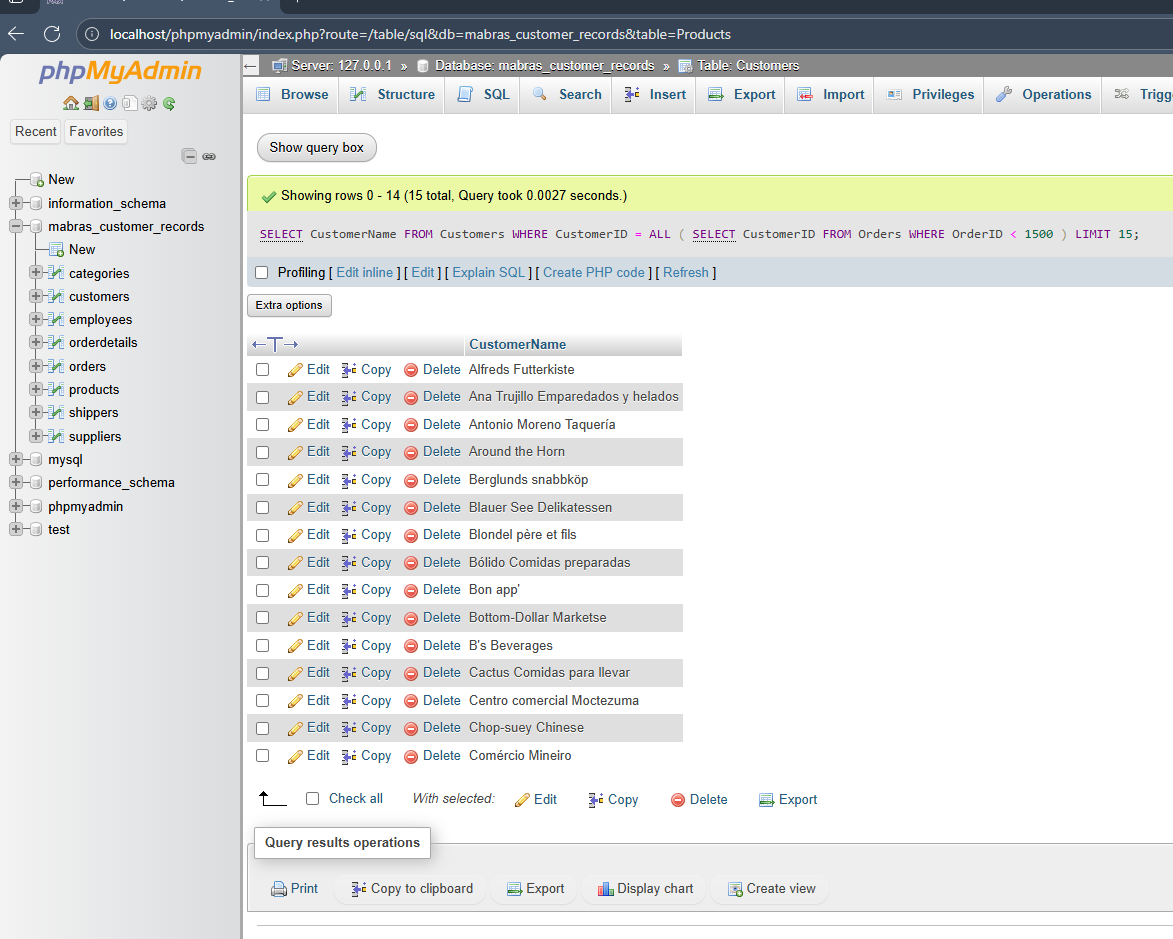 localhost/phpmyadmin/index.php?route=/table/sql&db=mabras_customer_records&table=Products
phpMyAdmin
Recent Favorites
New
information_schema
mabras_customer_records
New
categories
customers
employees
orderdetails
orders
products
shippers
suppliers
mysql
performance_schema
phpmyadmin
test
Server: 127.0.0.1 » Database: mabras_customer_records » Table: Customers
Browse Structure SQL Search Insert Export Import Privileges Operations Trigg
Show query box
Showing rows 0 - 14 (15 total, Query took 0.0027 seconds.)
SELECT CustomerName FROM Customers WHERE CustomerID = ALL ( SELECT CustomerID FROM Orders WHERE OrderID < 1500 ) LIMIT 15;
Profiling [ Edit inline ] [ Edit ] [ Explain SQL ] [ Create PHP code ] [ Refresh ]
Extra options
←T→ CustomerName
Edit Copy Delete Alfreds Futterkiste
Edit Copy Delete Ana Trujillo Emparedados y helados
Edit Copy Delete Antonio Moreno Taquería
Edit Copy Delete Around the Horn
Edit Copy Delete Berglunds snabbköp
Edit Copy Delete Blauer See Delikatessen
Edit Copy Delete Blondel père et fils
Edit Copy Delete Bólido Comidas preparadas
Edit Copy Delete Bon app'
Edit Copy Delete Bottom-Dollar Marketse
Edit Copy Delete B's Beverages
Edit Copy Delete Cactus Comidas para llevar
Edit Copy Delete Centro comercial Moctezuma
Edit Copy Delete Chop-suey Chinese
Edit Copy Delete Comércio Mineiro
Check all With selected: Edit Copy Delete Export
Query results operations
Print Copy to clipboard Export Display chart Create view